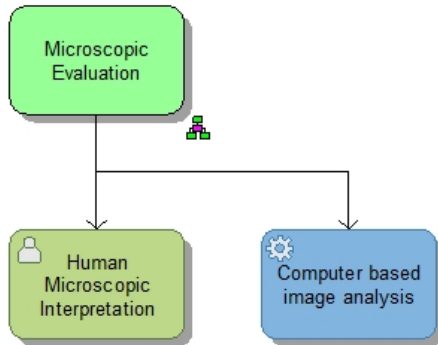 Microscopic
Evaluation
Human
Microscopic
Interpretation
Computer based
image analysis